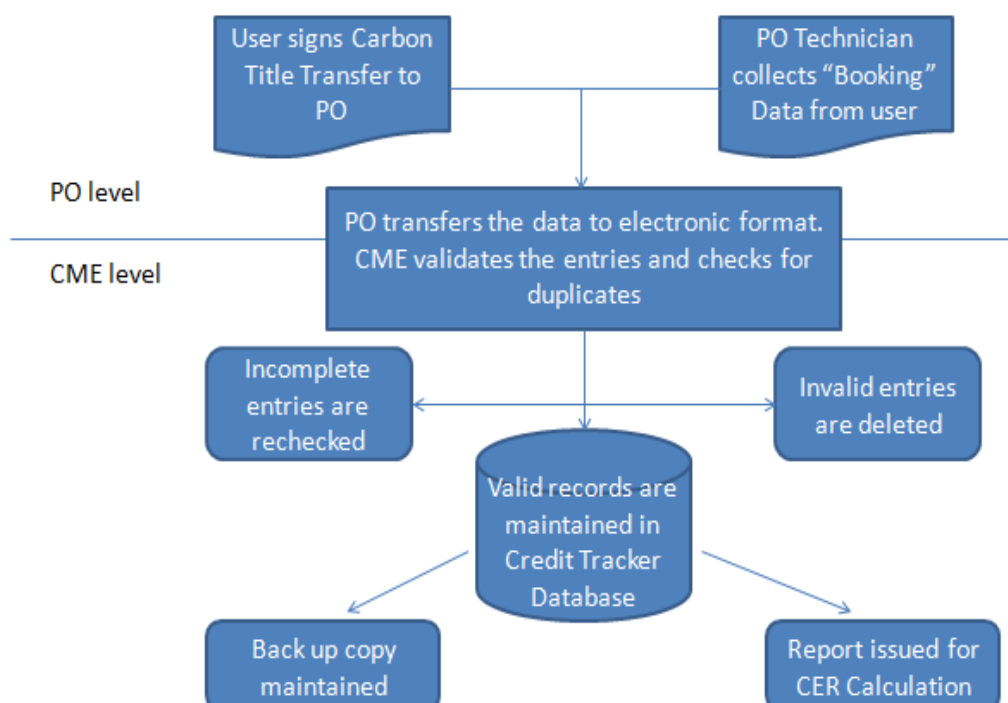 User signs Carbon
Title Transfer to
PO
PO Technician
collects “Booking”
Data from user
PO level
PO transfers the data to electronic format.
CME validates the entries and checks for
duplicates
CME level
Incomplete
entries are
rechecked
Invalid entries
are deleted
Valid records are
maintained in
Credit Tracker
Database
Back up copy
maintained
Report issued for
CER Calculation